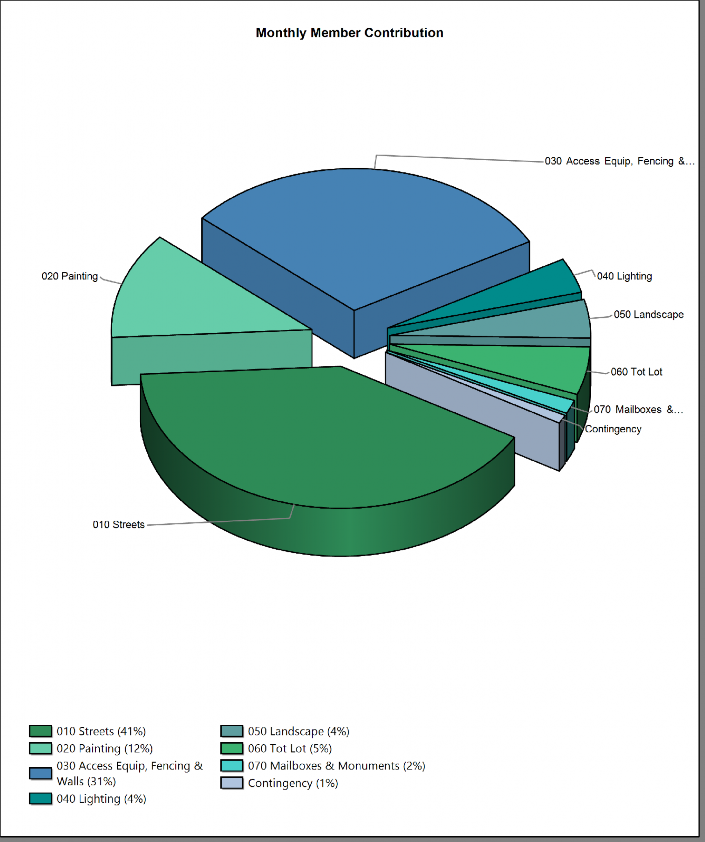 Monthly Member Contribution
030 Access Equip, Fencing &...
020 Painting
040 Lighting
050 Landscape
060 Tot Lot
070 Mailboxes &...
Contingency
010 Streets
010 Streets (41%)
020 Painting (12%)
030 Access Equip, Fencing &
Walls (31%)
040 Lighting (4%)
050 Landscape (4%)
060 Tot Lot (5%)
070 Mailboxes & Monuments (2%)
Contingency (1%)